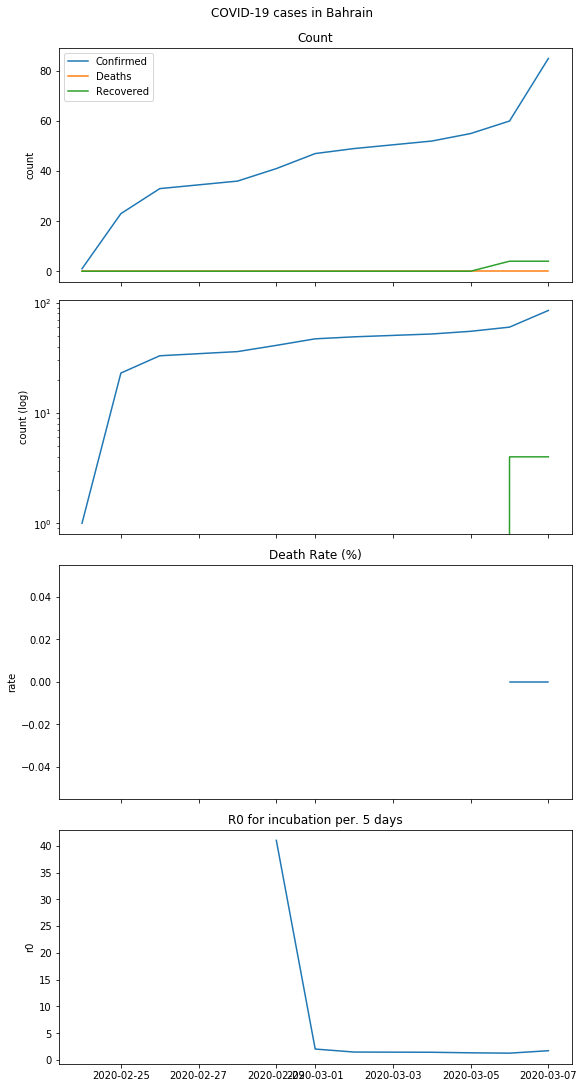 COVID-19 cases in Bahrain
Count
Confirmed
Deaths
Recovered
80
60
40
20
0
count
10²
10¹
10⁰
count (log)
Death Rate (%)
0.04
0.02
0.00
−0.02
−0.04
rate
R0 for incubation per. 5 days
40
35
30
25
20
15
10
5
0
r0
2020-02-25 2020-02-27 2020-02-29 2020-03-01 2020-03-03 2020-03-05 2020-03-07